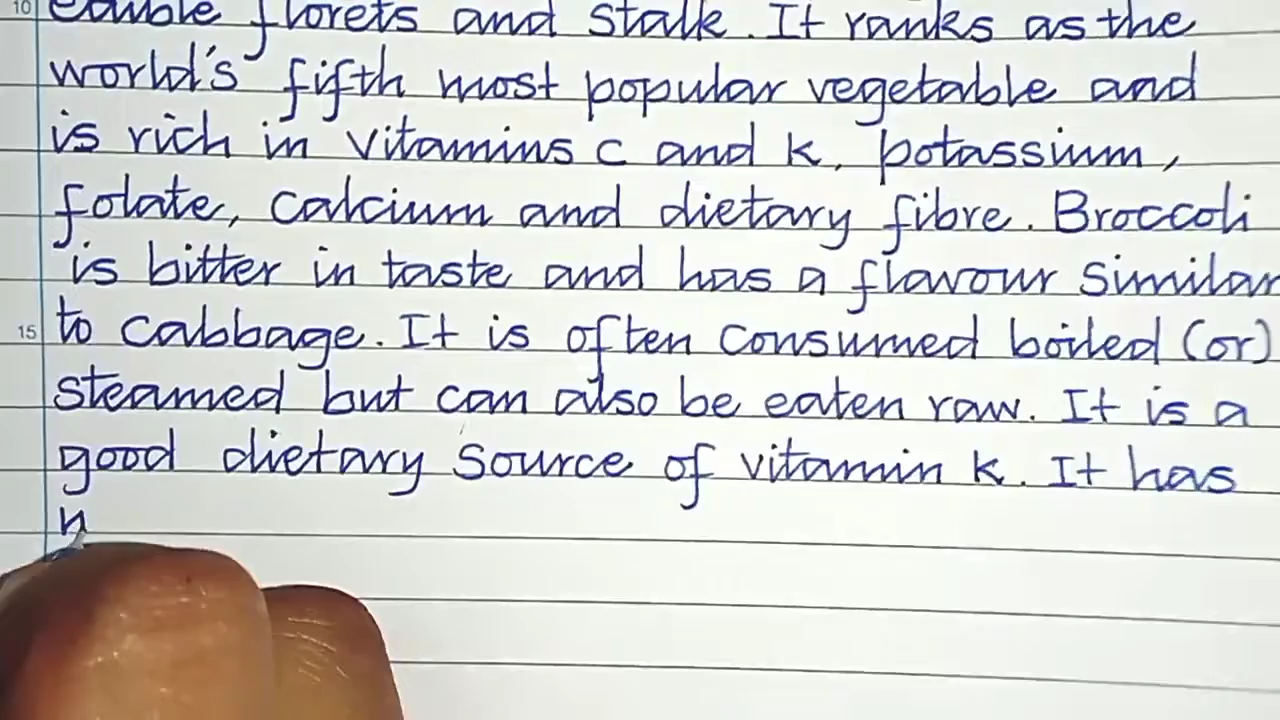 10 edible florets and stalk. It ranks as the
world's fifth most popular vegetable and
is rich in vitamins c and k, potassium,
folate, calcium and dietary fibre. Broccoli
is bitter in taste and has a flavour similar
15 to cabbage. It is often consumed boiled (or)
steamed but can also be eaten raw. It is a
good dietary source of vitamin k. It has